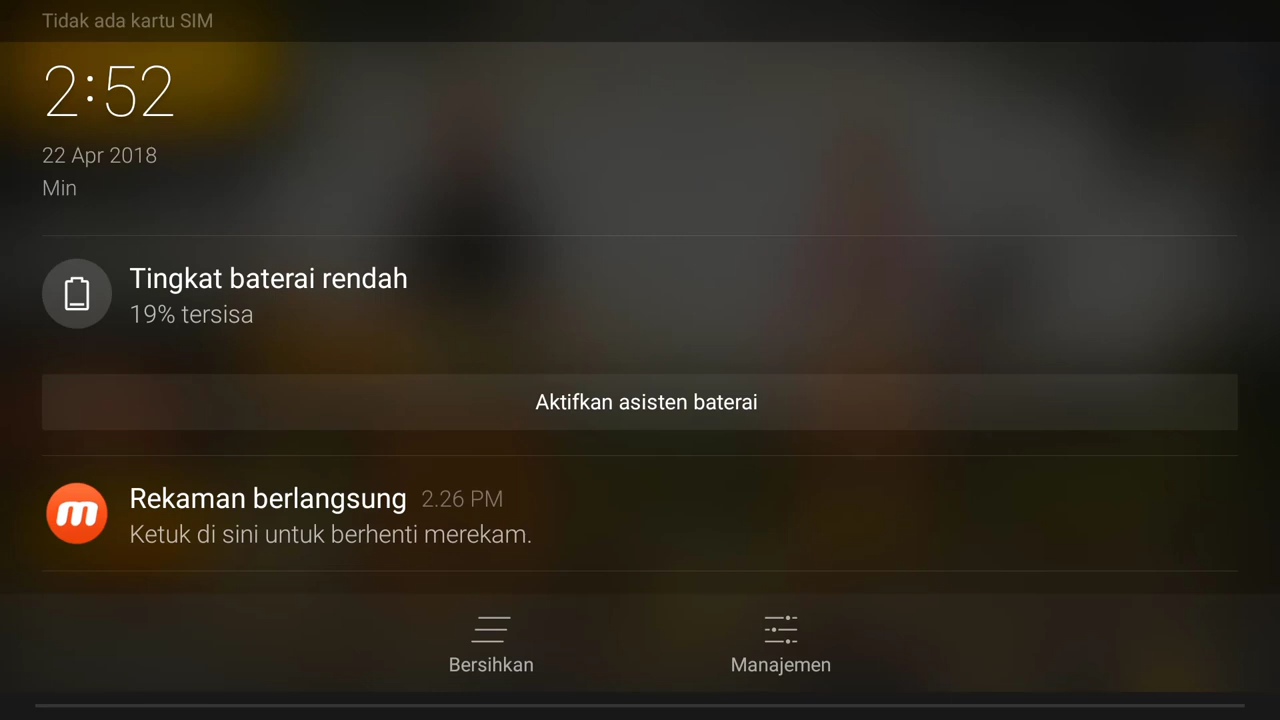 Tidak ada kartu SIM
2:52
22 Apr 2018
Min
Tingkat baterai rendah
19% tersisa
Aktifkan asisten baterai
m
Rekaman berlangsung 2.26 PM
Ketuk di sini untuk berhenti merekam.
Bersihkan Manajemen